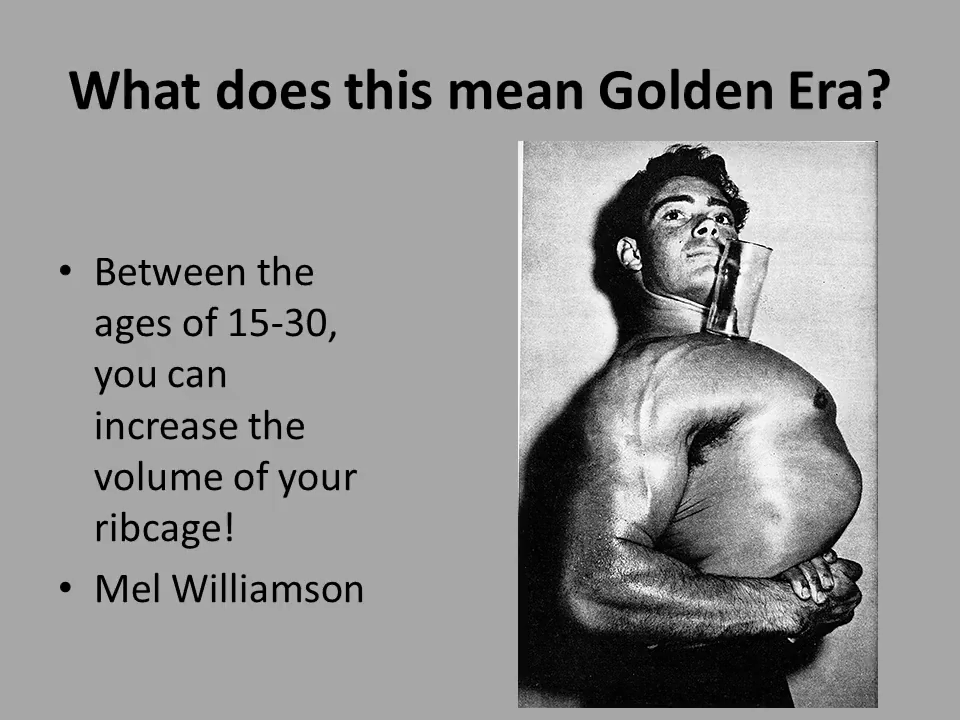 What does this mean Golden Era?
• Between the
ages of 15-30,
you can
increase the
volume of your
ribcage!
• Mel Williamson